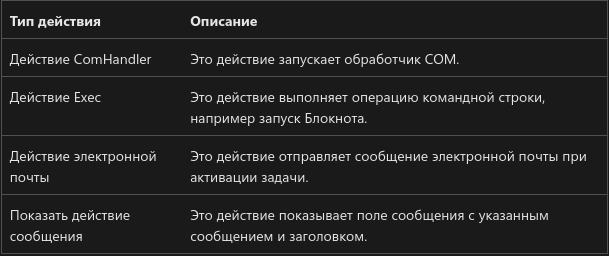 Тип действия Описание
Действие ComHandler Это действие запускает обработчик COM.
Действие Exec Это действие выполняет операцию командной строки,
например запуск Блокнота.
Действие электронной Это действие отправляет сообщение электронной почты при
почты активации задачи.
Показать действие Это действие показывает поле сообщения с указанным
сообщения сообщением и заголовком.